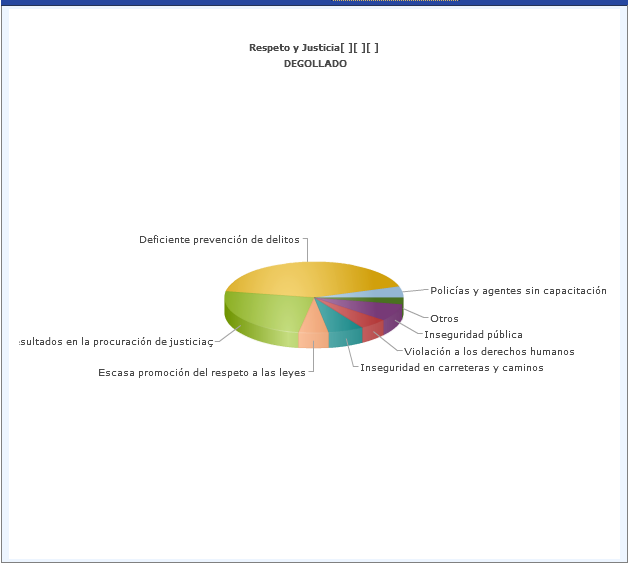 Respeto y Justicia[ ][ ][ ]
DEGOLLADO
Deficiente prevención de delitos
Policías y agentes sin capacitación
Otros
Inseguridad pública
sultados en la procuración de justiciaç
Violación a los derechos humanos
Inseguridad en carreteras y caminos
Escasa promoción del respeto a las leyes